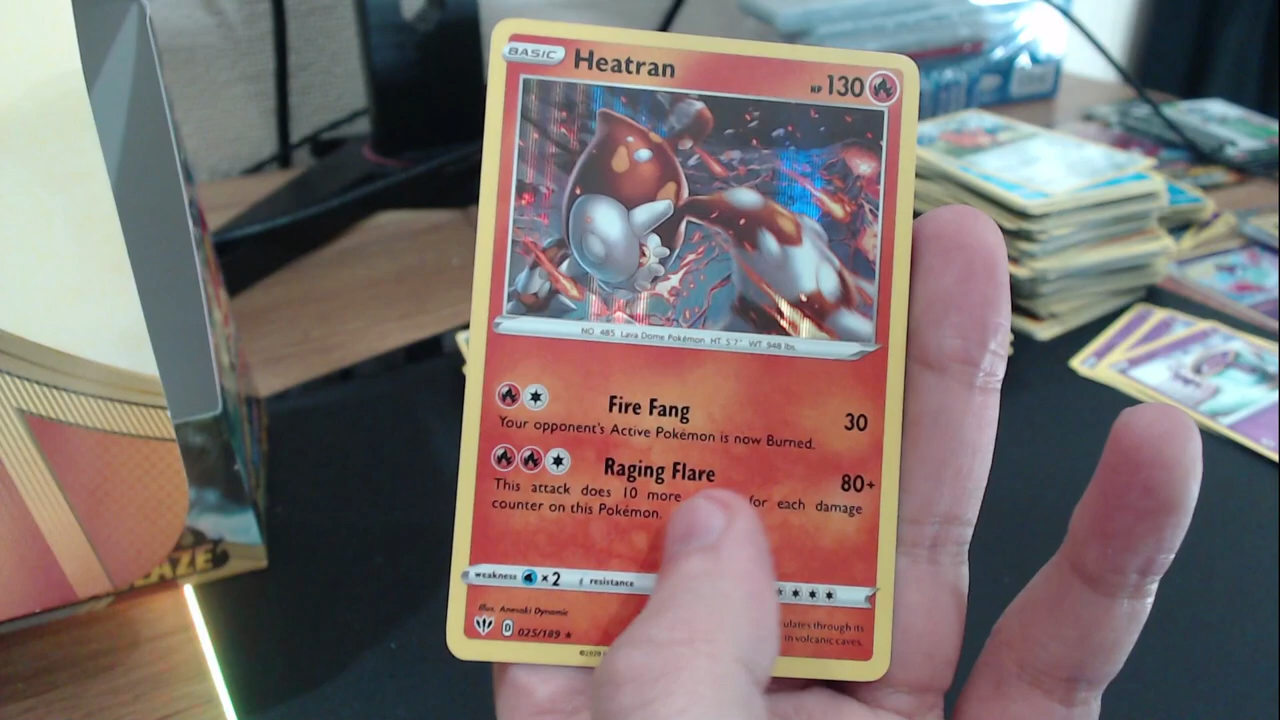 BASIC Heatran HP 130
NO. 485 Lava Dome Pokémon HT 5'7" WT 948 lbs.
Fire Fang 30
Your opponent's Active Pokémon is now Burned.
Raging Flare 80+
This attack does 10 more for each damage
counter on this Pokémon.
weakness ×2 resistance
Illus. Anesaki Dynamic
D 025/189
ulates through its
in volcanic caves.
©2020
LAZE